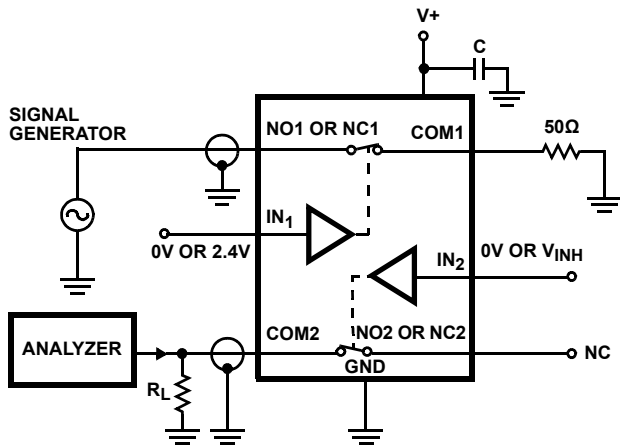 V+
C
SIGNAL
GENERATOR
NO1 OR NC1
COM1
50Ω
IN1
0V OR 2.4V
IN2
0V OR VINH
COM2
NO2 OR NC2
NC
ANALYZER
GND
RL